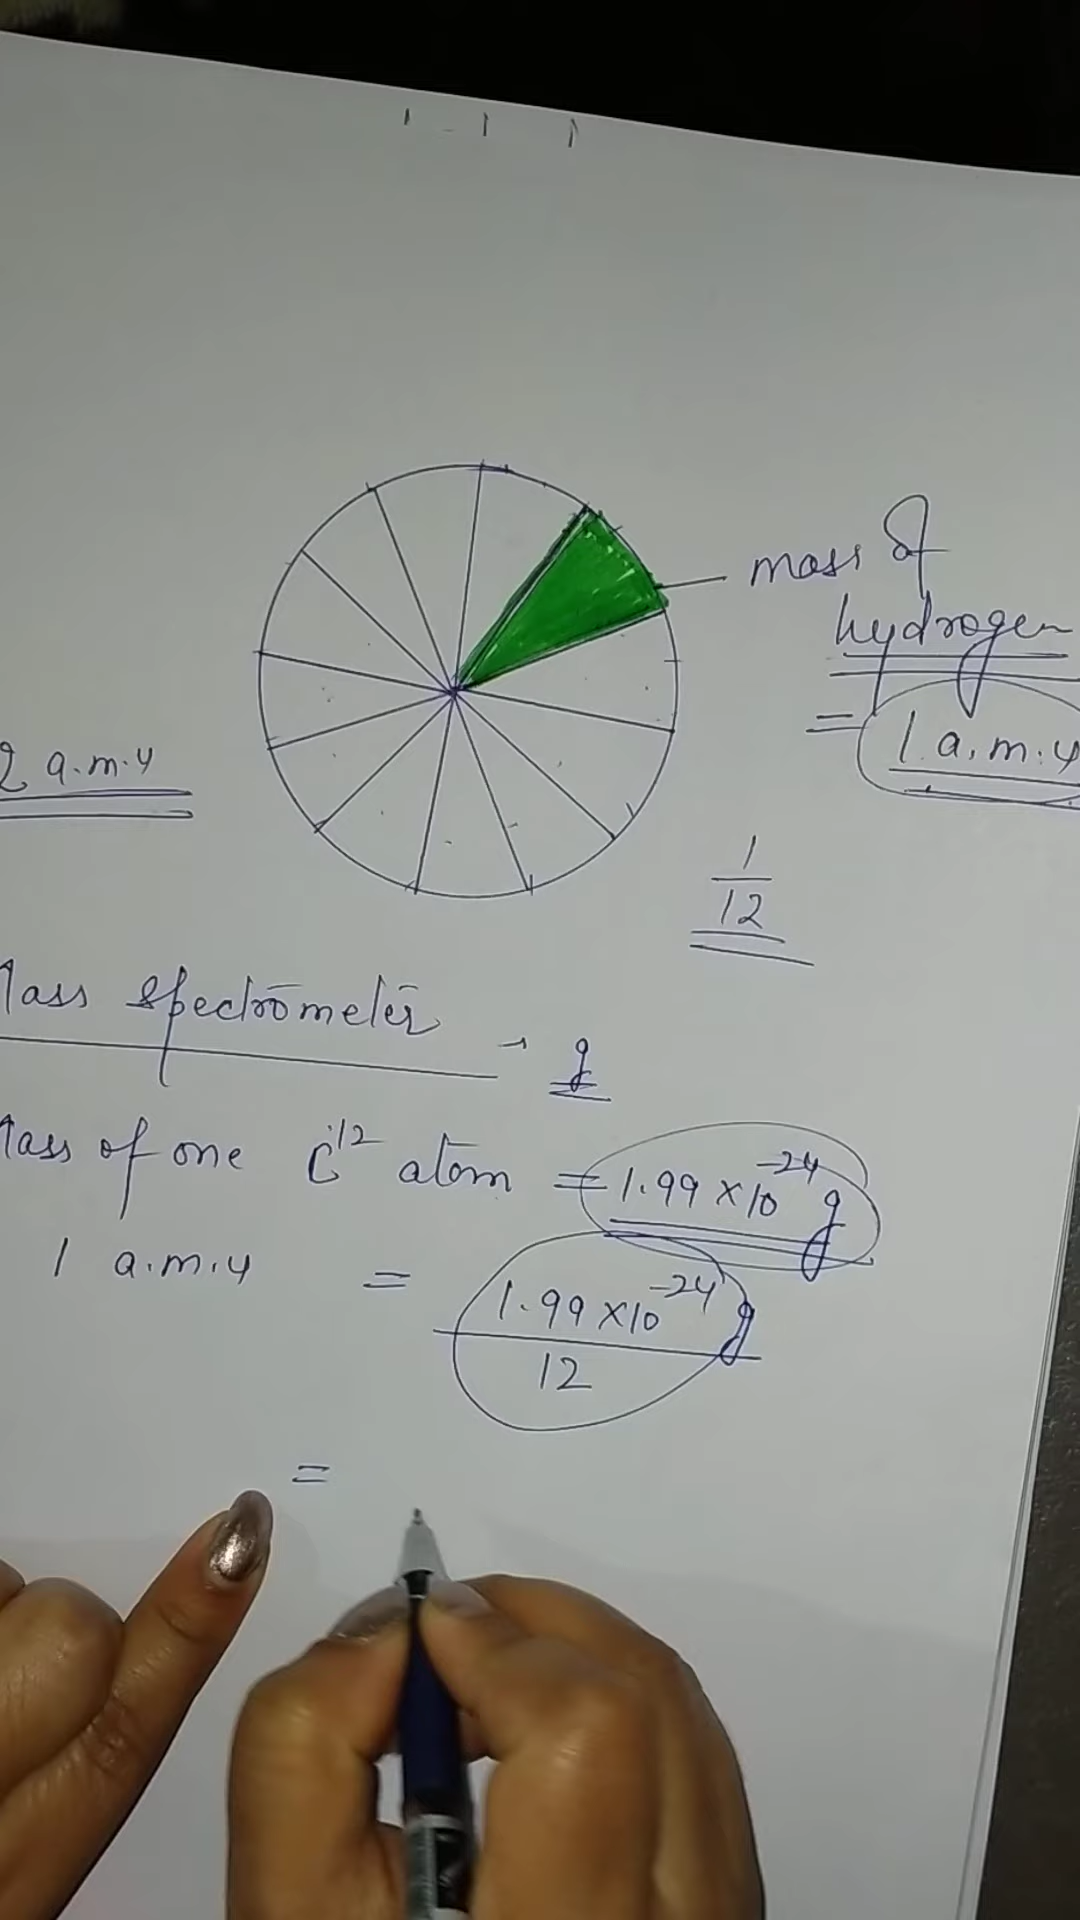 mass of
hydrogen
= 1 a.m.u
2 a.m.u
1
12
Mass spectrometer → g
Mass of one C¹² atom = 1.99 × 10⁻²⁴ g
1 a.m.u = 1.99 × 10⁻²⁴ g
12
=